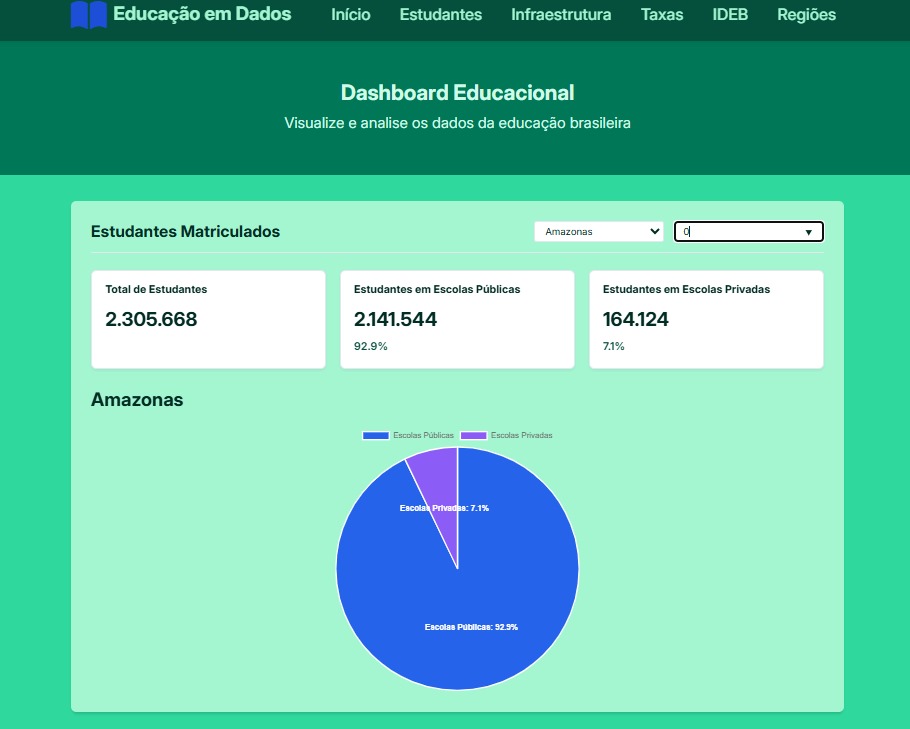 Educação em Dados Início Estudantes Infraestrutura Taxas IDEB Regiões
Dashboard Educacional
Visualize e analise os dados da educação brasileira
Estudantes Matriculados Amazonas 0
Total de Estudantes Estudantes em Escolas Públicas Estudantes em Escolas Privadas
2.305.668 2.141.544 164.124
92.9% 7.1%
Amazonas
Escolas Públicas Escolas Privadas
Escolas Privadas: 7.1%
Escolas Públicas: 92.9%